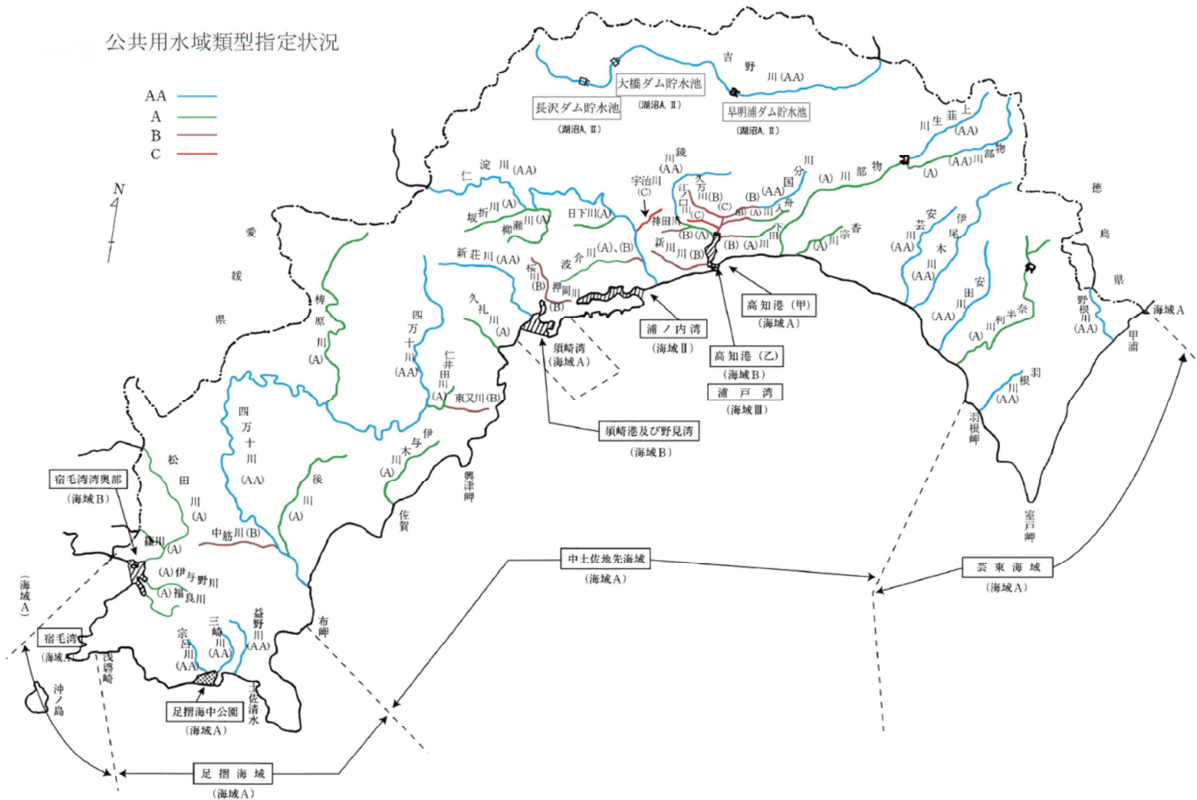 公共用水域類型指定状況
AA
A
B
C
N
愛媛県
徳島県
吉野川(AA)
大橋ダム貯水池
(湖沼A, Ⅱ)
長沢ダム貯水池
(湖沼A, Ⅱ)
早明浦ダム貯水池
(湖沼A, Ⅱ)
上韮生川
(AA)
物部川(AA)
(A)
物部川(A)
仁淀川(AA)
坂折川(A)
柳瀬川(A)
日下川(A)
宇治川
(C)
鏡川
(AA)
久万川(B)
江ノ口川
(C)
(C)
国分川
(AA)
(B)
舟入川
(A)
(B)
神田川
(B)
(A)
下田川
(A)
(B)
新川川(B)
香宗川
(A)
波介川(A、B)
新荘川(AA)
桜川
(B)
押岡川
(B)
久礼川
(A)
四万十川
(AA)
仁井田川
(A)
東又川(B)
梼原川
(A)
四万十川
(AA)
後川
(A)
中筋川(B)
伊与木川
(A)
松田川
(A)
篠川
(A)
(A)伊与野川
(A)福良川
宗呂川
(AA)
三崎川
(AA)
益野川
(AA)
安芸川
(AA)
伊尾木川
(AA)
安田川
(AA)
奈半利川
(A)
野根川
(AA)
羽根川
(AA)
海域A
甲浦
羽根岬
室戸岬
高知港(甲)
(海域A)
高知港(乙)
(海域B)
浦戸湾
(海域Ⅲ)
浦ノ内湾
(海域Ⅱ)
須崎湾
(海域A)
須崎港及び野見湾
(海域B)
興津岬
佐賀
布岬
土佐清水
足摺海中公園
(海域A)
宿毛湾湾奥部
(海域B)
(海域A)
宿毛湾
(海域A)
沖ノ島
足摺海域
(海域A)
中土佐地先海域
(海域A)
芸東海域
(海域A)